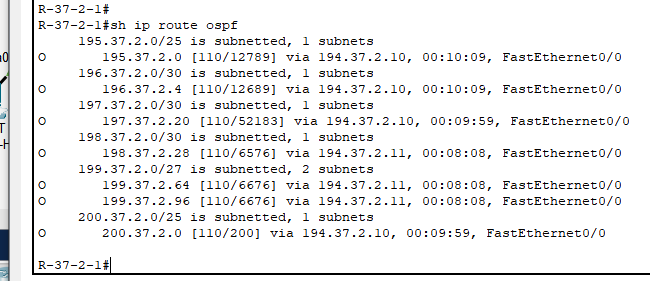 R-37-2-1#
R-37-2-1#sh ip route ospf
     195.37.2.0/25 is subnetted, 1 subnets
O       195.37.2.0 [110/12789] via 194.37.2.10, 00:10:09, FastEthernet0/0
     196.37.2.0/30 is subnetted, 1 subnets
O       196.37.2.4 [110/12689] via 194.37.2.10, 00:10:09, FastEthernet0/0
     197.37.2.0/30 is subnetted, 1 subnets
O       197.37.2.20 [110/52183] via 194.37.2.10, 00:09:59, FastEthernet0/0
     198.37.2.0/30 is subnetted, 1 subnets
O       198.37.2.28 [110/6576] via 194.37.2.11, 00:08:08, FastEthernet0/0
     199.37.2.0/27 is subnetted, 2 subnets
O       199.37.2.64 [110/6676] via 194.37.2.11, 00:08:08, FastEthernet0/0
O       199.37.2.96 [110/6676] via 194.37.2.11, 00:08:08, FastEthernet0/0
     200.37.2.0/25 is subnetted, 1 subnets
O       200.37.2.0 [110/200] via 194.37.2.10, 00:09:59, FastEthernet0/0
R-37-2-1#